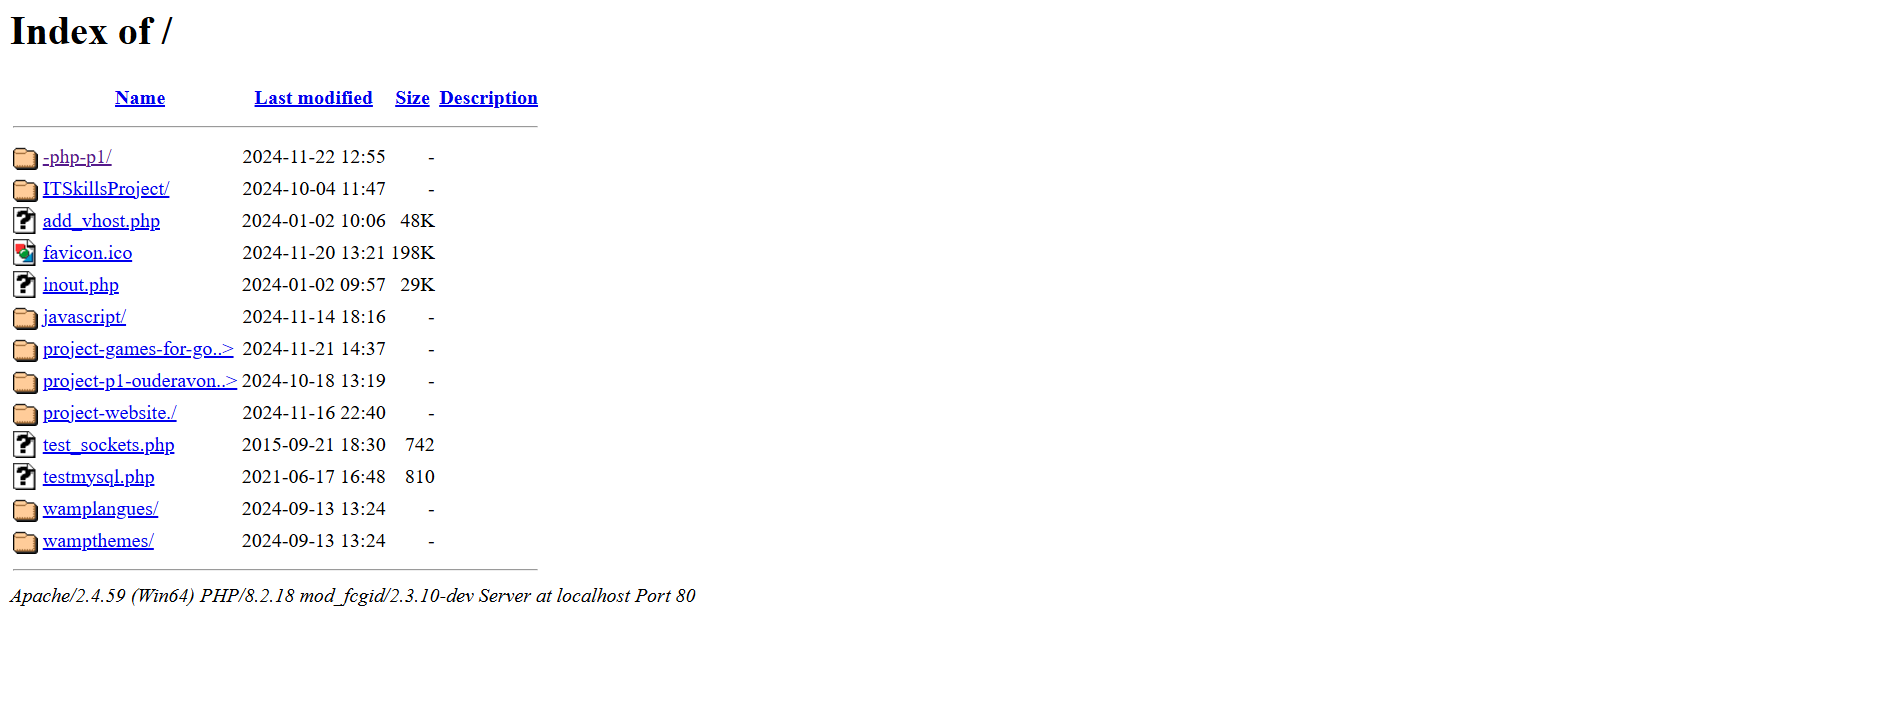 Index of /
Name Last modified Size Description
-php-p1/ 2024-11-22 12:55 -
ITSkillsProject/ 2024-10-04 11:47 -
add_vhost.php 2024-01-02 10:06 48K
favicon.ico 2024-11-20 13:21 198K
inout.php 2024-01-02 09:57 29K
javascript/ 2024-11-14 18:16 -
project-games-for-go..> 2024-11-21 14:37 -
project-p1-ouderavon..> 2024-10-18 13:19 -
project-website./ 2024-11-16 22:40 -
test_sockets.php 2015-09-21 18:30 742
testmysql.php 2021-06-17 16:48 810
wamplangues/ 2024-09-13 13:24 -
wampthemes/ 2024-09-13 13:24 -
Apache/2.4.59 (Win64) PHP/8.2.18 mod_fcgid/2.3.10-dev Server at localhost Port 80